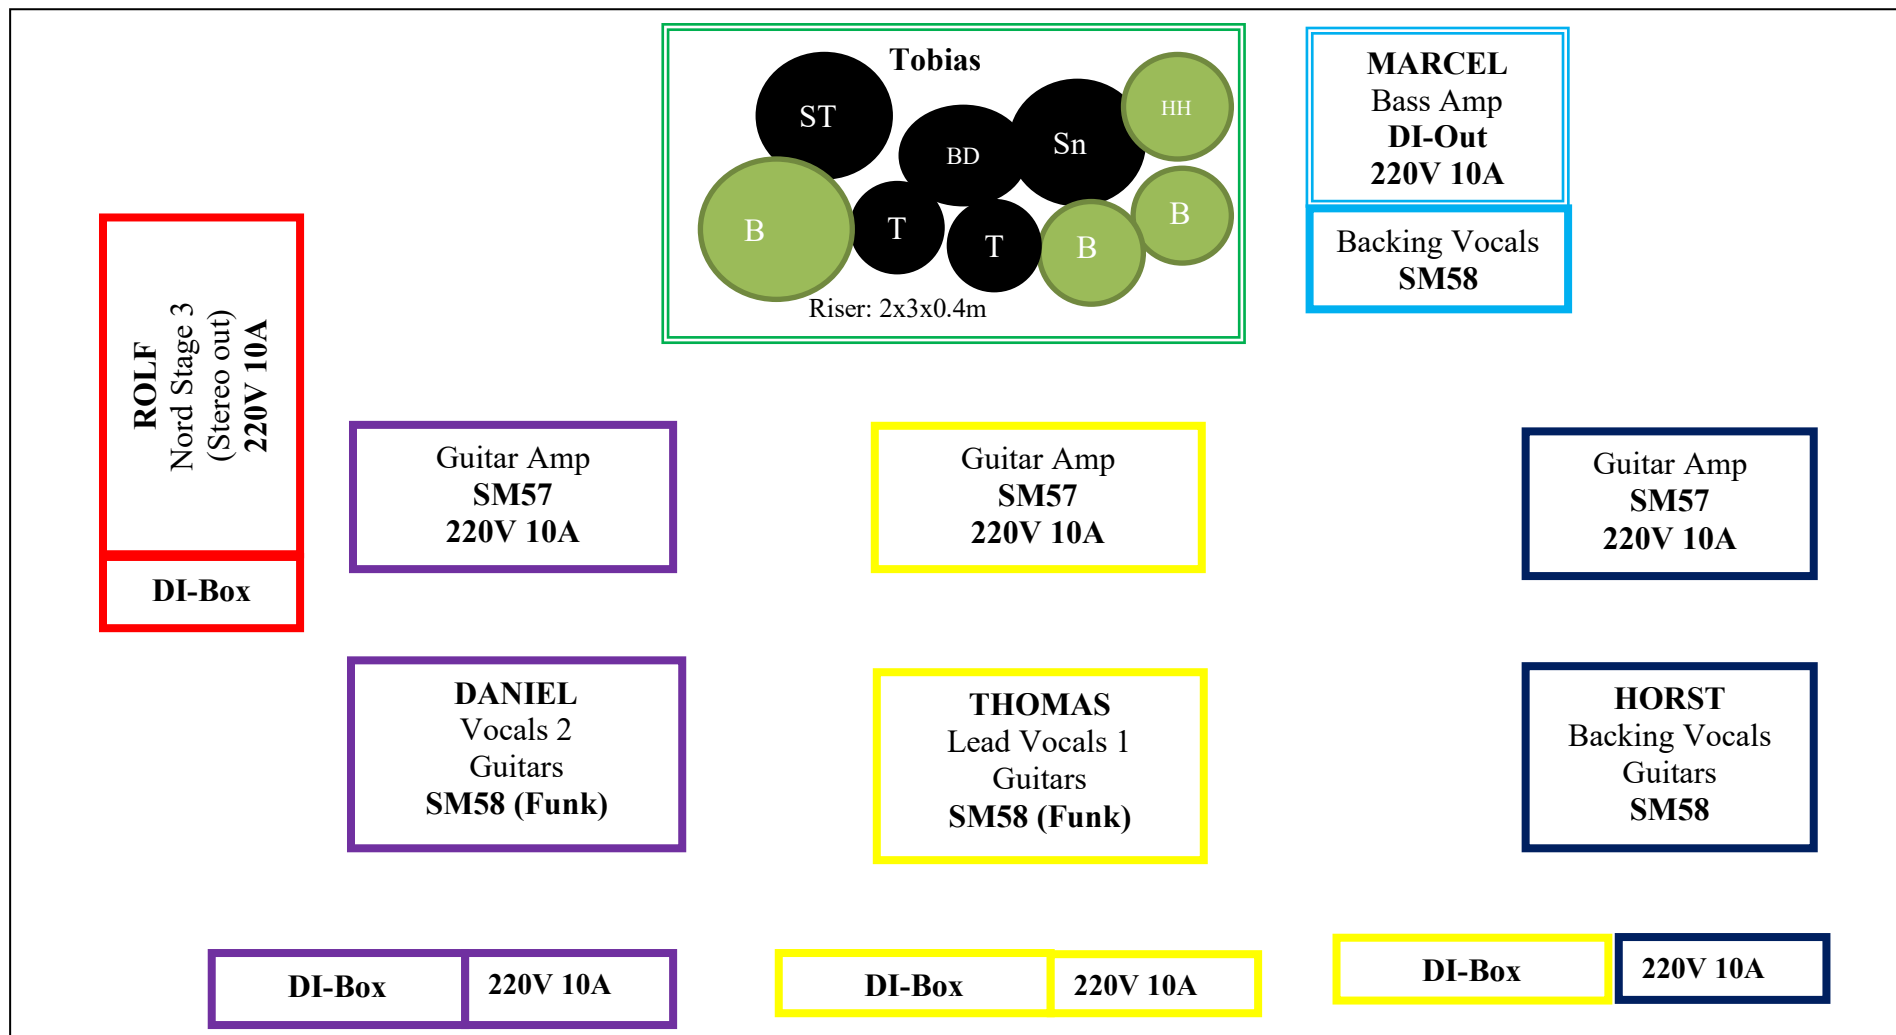 Tobias
ST
BD
Sn
HH
B
T
T
B
B
Riser: 2x3x0.4m
MARCEL
Bass Amp
DI-Out
220V 10A
Backing Vocals
SM58
ROLF
Nord Stage 3
(Stereo out)
220V 10A
DI-Box
Guitar Amp
SM57
220V 10A
Guitar Amp
SM57
220V 10A
Guitar Amp
SM57
220V 10A
DANIEL
Vocals 2
Guitars
SM58 (Funk)
THOMAS
Lead Vocals 1
Guitars
SM58 (Funk)
HORST
Backing Vocals
Guitars
SM58
DI-Box
220V 10A
DI-Box
220V 10A
DI-Box
220V 10A